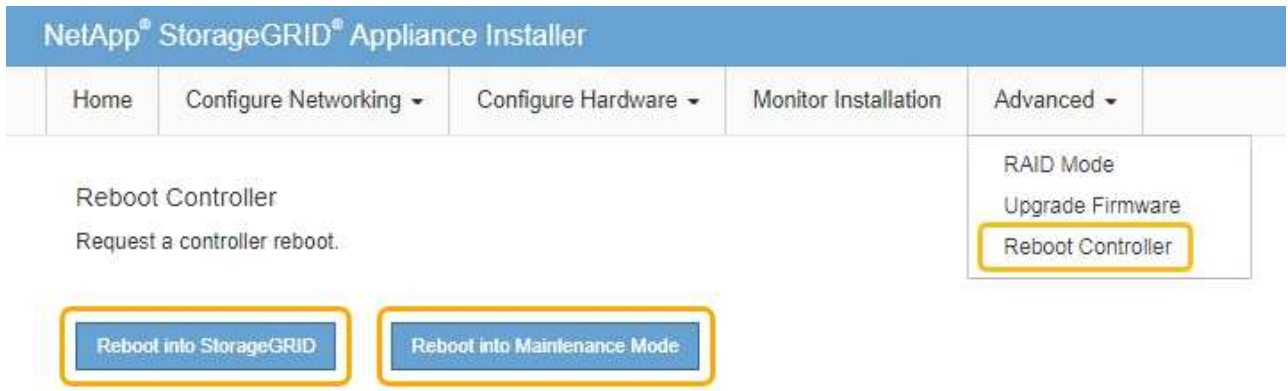 NetApp® StorageGRID® Appliance Installer
Home Configure Networking Configure Hardware Monitor Installation Advanced
RAID Mode
Upgrade Firmware
Reboot Controller
Reboot Controller
Request a controller reboot.
Reboot into StorageGRID Reboot into Maintenance Mode